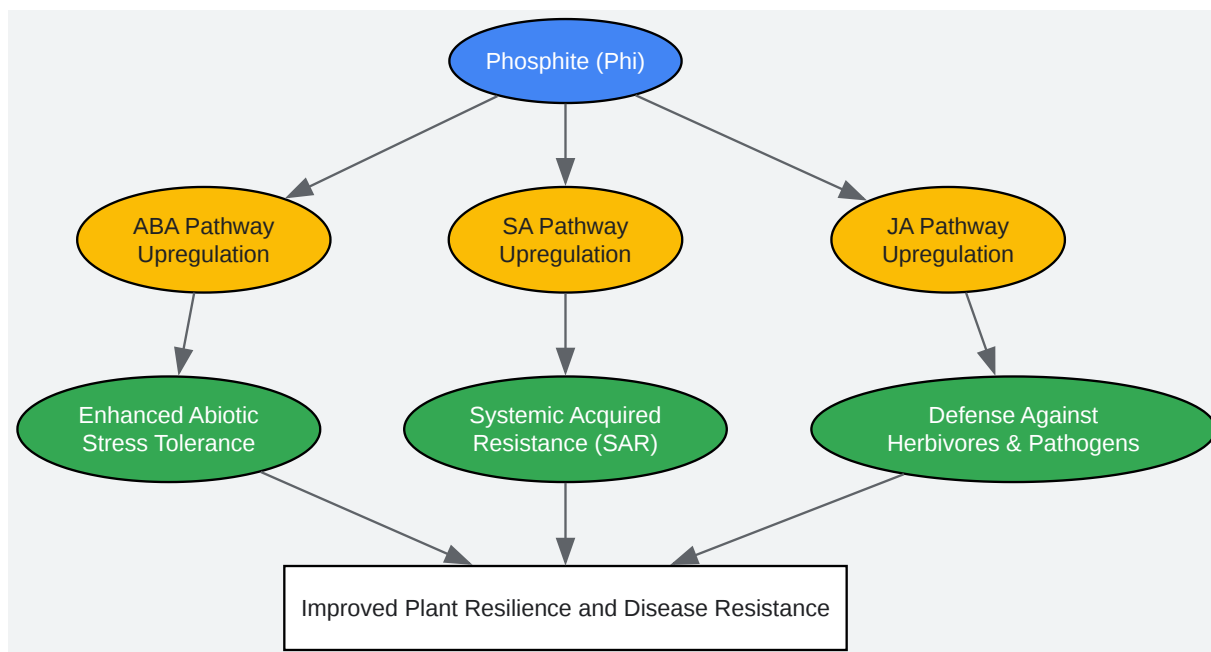 Phosphite (Phi)
ABA Pathway
Upregulation
SA Pathway
Upregulation
JA Pathway
Upregulation
Enhanced Abiotic
Stress Tolerance
Systemic Acquired
Resistance (SAR)
Defense Against
Herbivores & Pathogens
Improved Plant Resilience and Disease Resistance